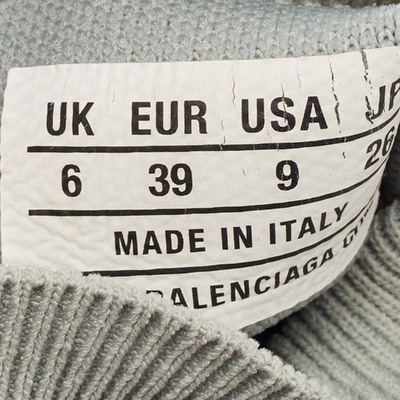 UK EUR USA JP
6 39 9 26
MADE IN ITALY
BALENCIAGA